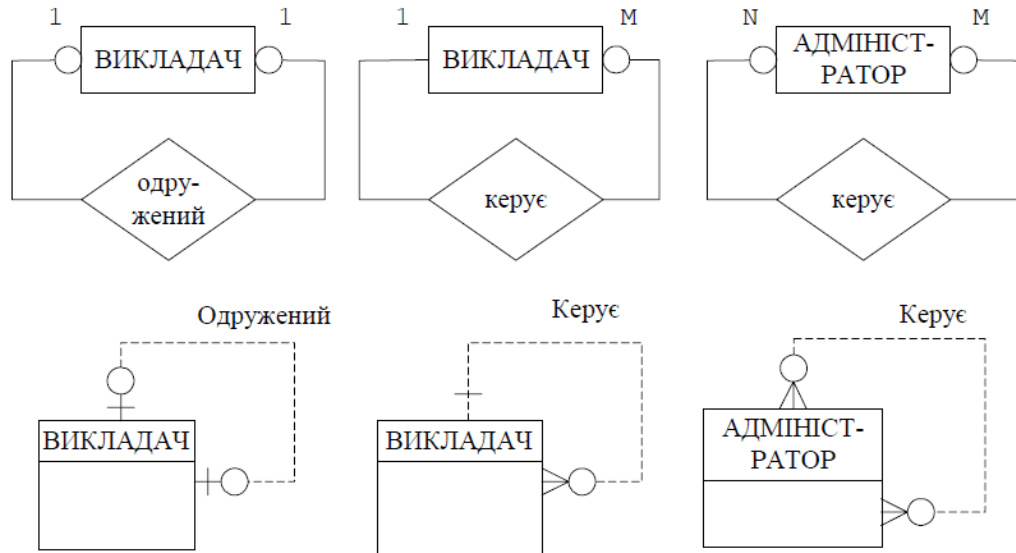 1 1 1 M N M
ВИКЛАДАЧ ВИКЛАДАЧ АДМІНІСТ-
РАТОР
одру-
жений
керує
керує
Одружений Керує Керує
ВИКЛАДАЧ ВИКЛАДАЧ АДМІНІСТ-
РАТОР